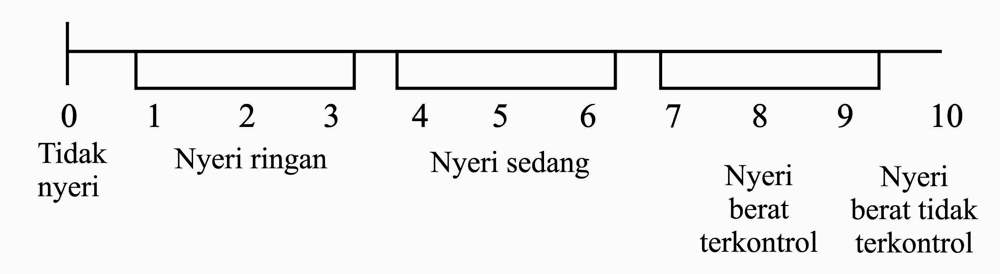 0 1 2 3 4 5 6 7 8 9 10
Tidak
nyeri
Nyeri ringan
Nyeri sedang
Nyeri
berat
terkontrol
Nyeri
berat tidak
terkontrol